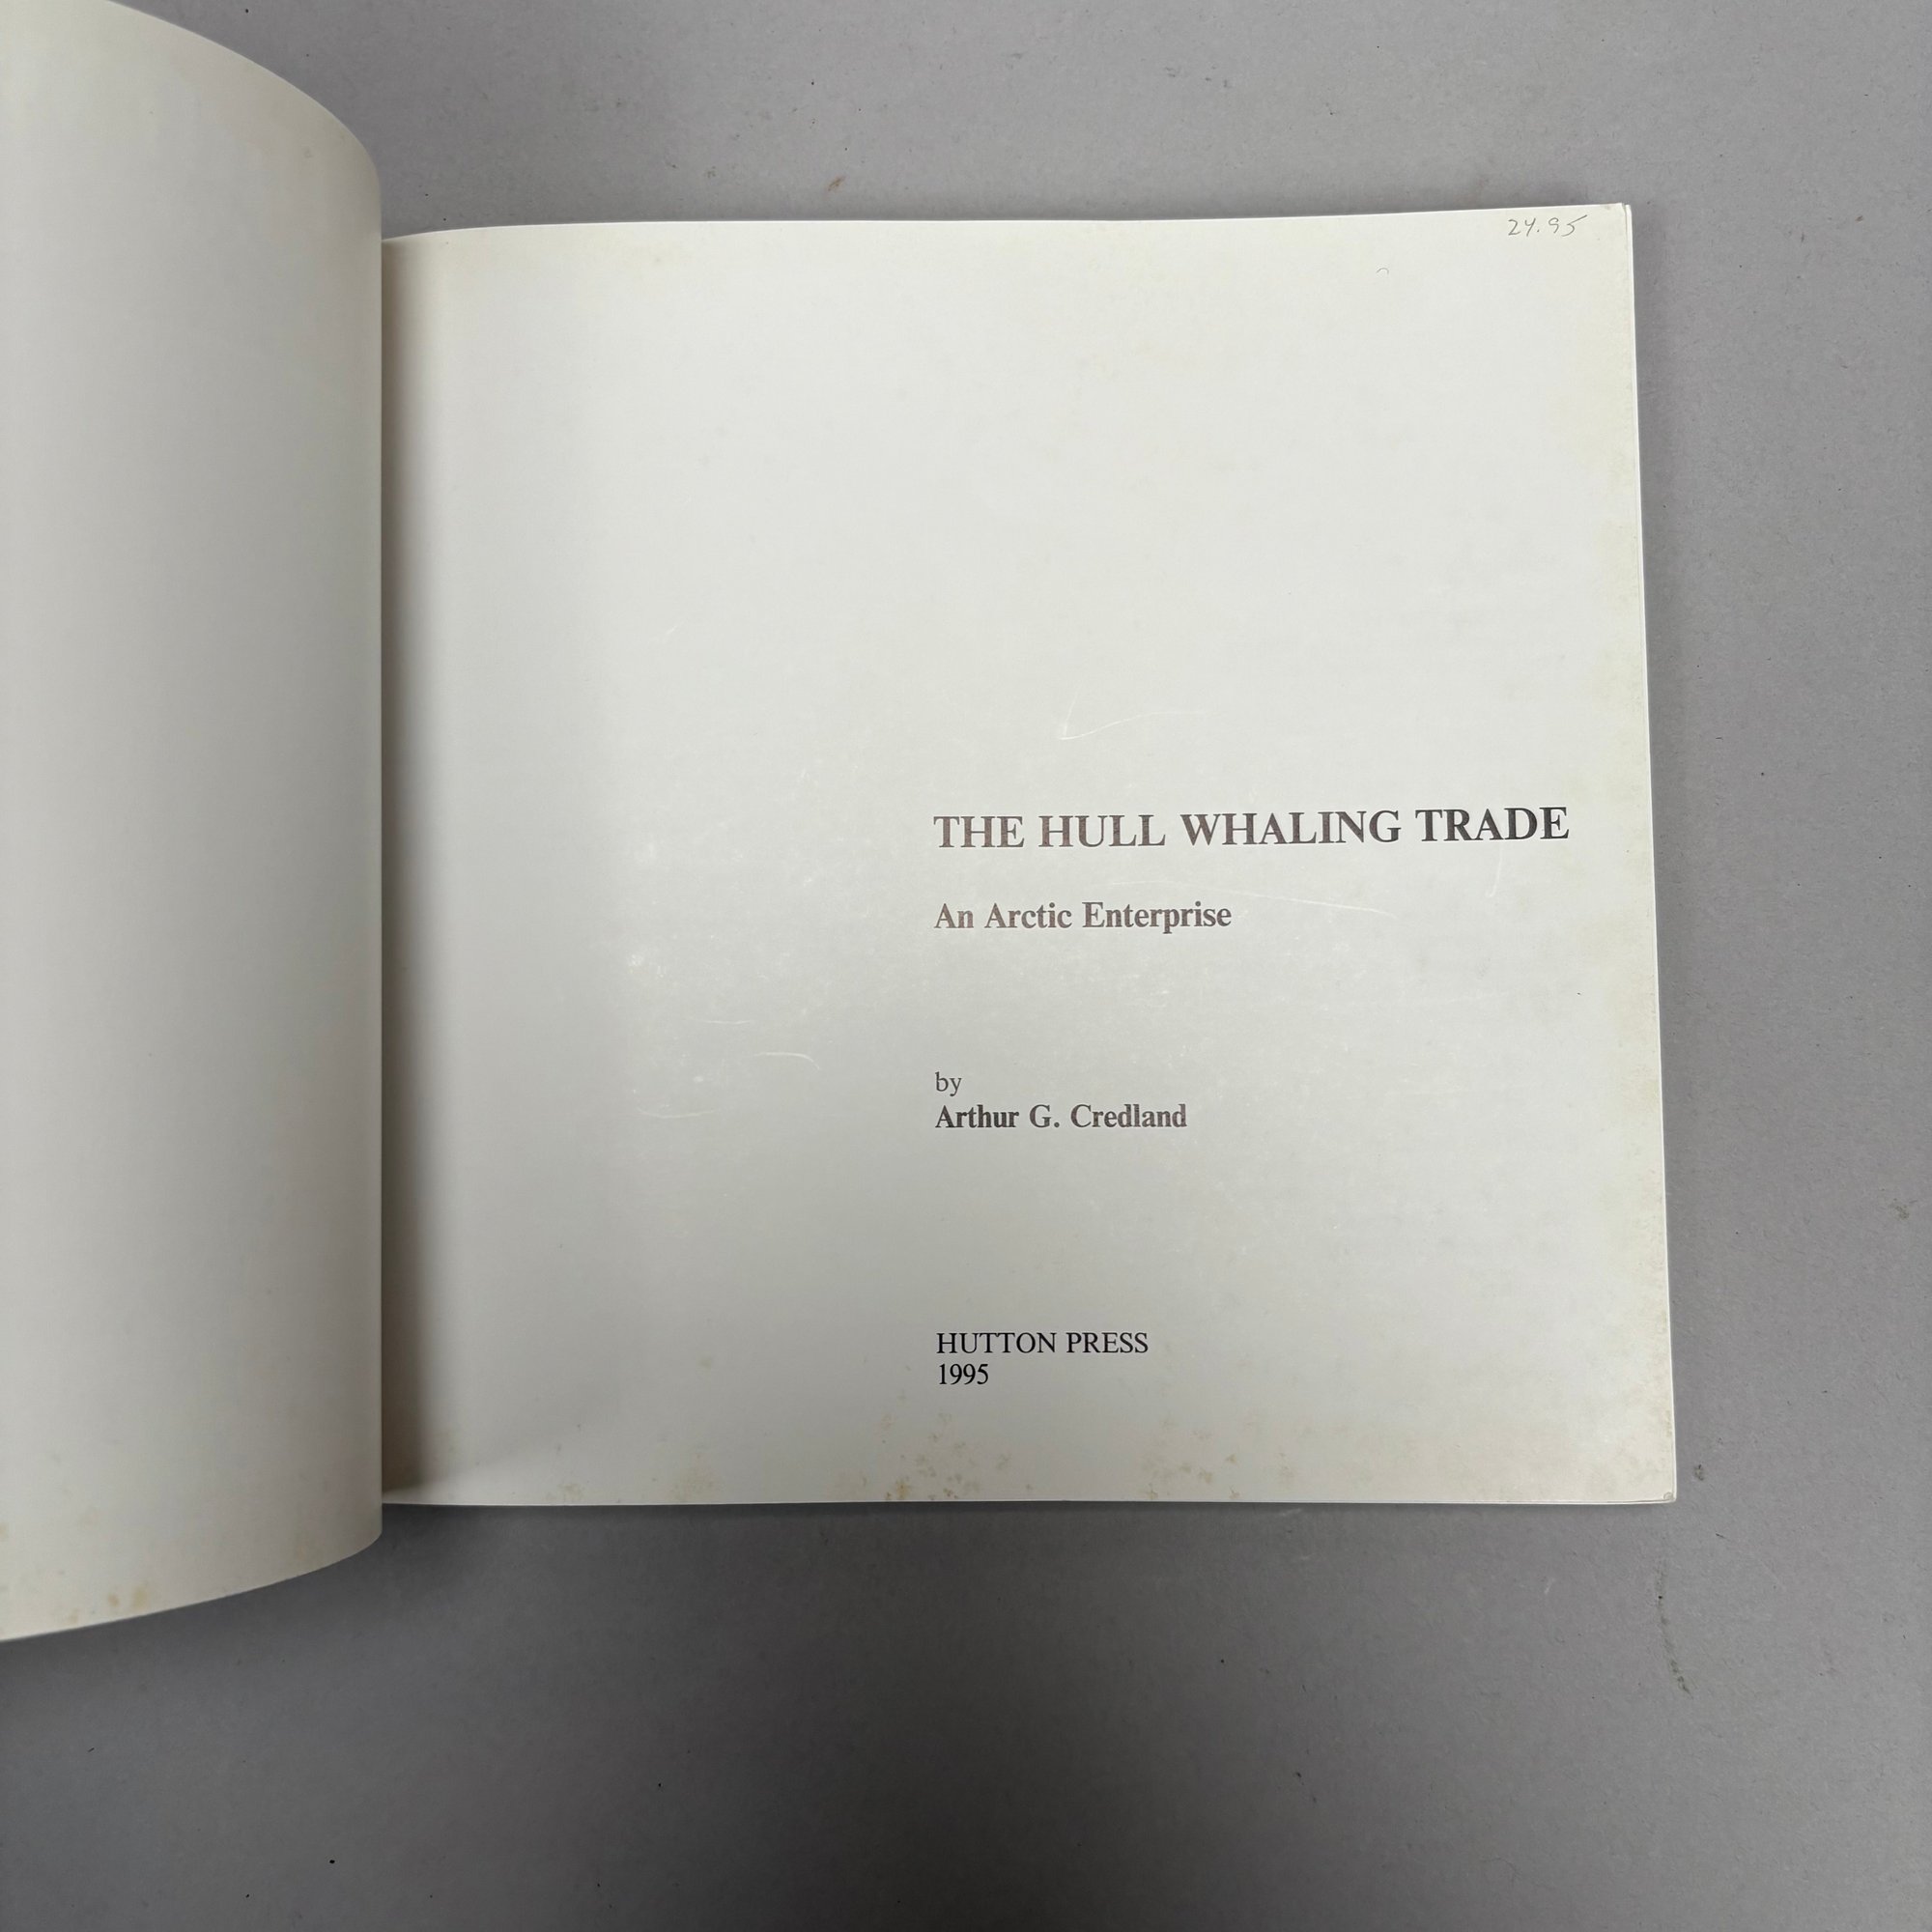 24.95
THE HULL WHALING TRADE
An Arctic Enterprise
by
Arthur G. Credland
HUTTON PRESS
1995